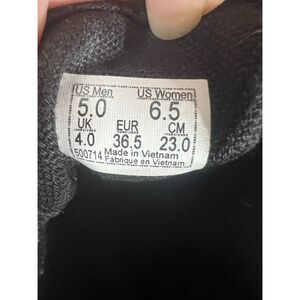 US Men US Women
5.0 6.5
UK EUR CM
4.0 36.5 23.0
500714 Made in Vietnam
Fabrique en Vietnam